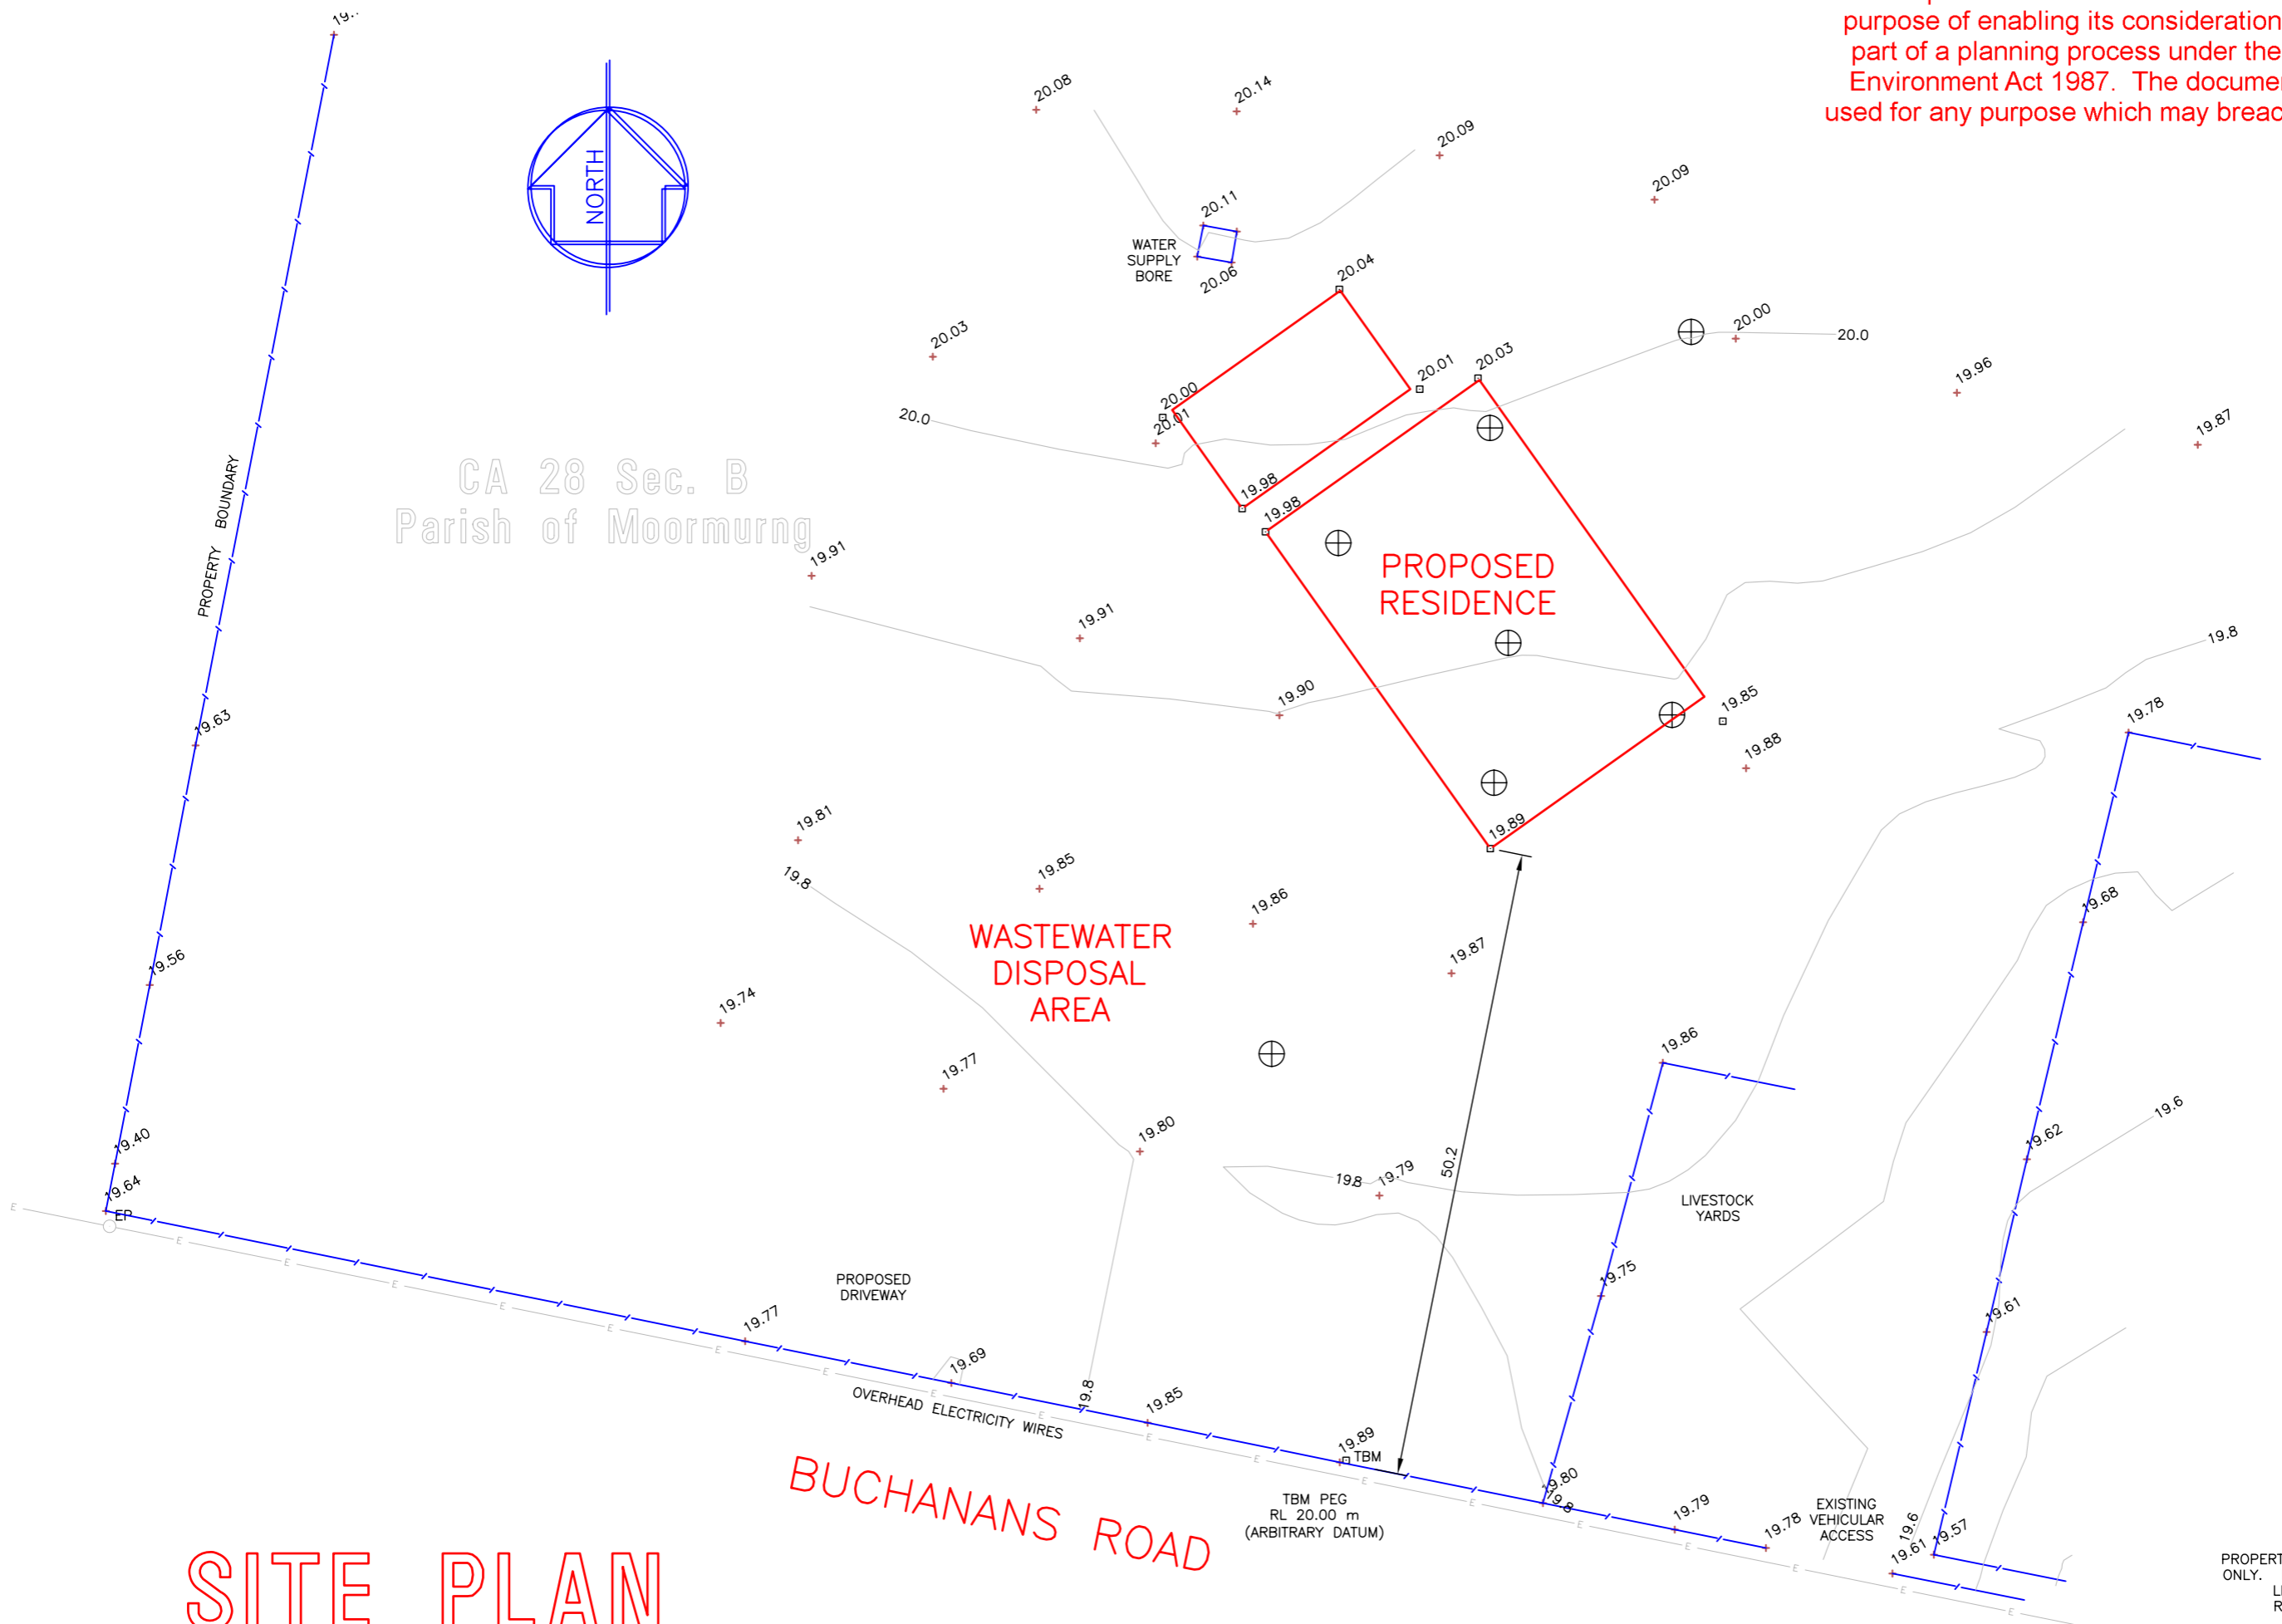 purpose of enabling its consideration
part of a planning process under the
Environment Act 1987. The docume
used for any purpose which may breac
NORTH
20.08
20.14
20.09
20.09
20.11
WATER
SUPPLY
BORE
20.06
20.04
20.03
20.00
20.0
20.03
20.01
19.96
20.00
20.01
20.0
19.87
CA 28 Sec. B
Parish of Moormurng
PROPERTY BOUNDARY
19.98
19.98
19.91
19.91
PROPOSED
RESIDENCE
19.8
19.90
19.85
19.78
19.63
19.88
19.81
19.89
19.8
19.85
19.86
19.68
WASTEWATER
DISPOSAL
AREA
19.87
19.56
19.74
19.77
19.86
19.80
19.6
19.62
50.2
19.8
19.79
19.40
19.64
EP
LIVESTOCK
YARDS
PROPOSED
DRIVEWAY
19.75
19.77
19.61
19.69
19.8
OVERHEAD ELECTRICITY WIRES
19.85
19.89
TBM
BUCHANANS ROAD
TBM PEG
RL 20.00 m
(ARBITRARY DATUM)
19.80
19.8
19.79
19.78
EXISTING
VEHICULAR
ACCESS
19.6
19.61
19.57
SITE PLAN
PROPERT
ONLY.